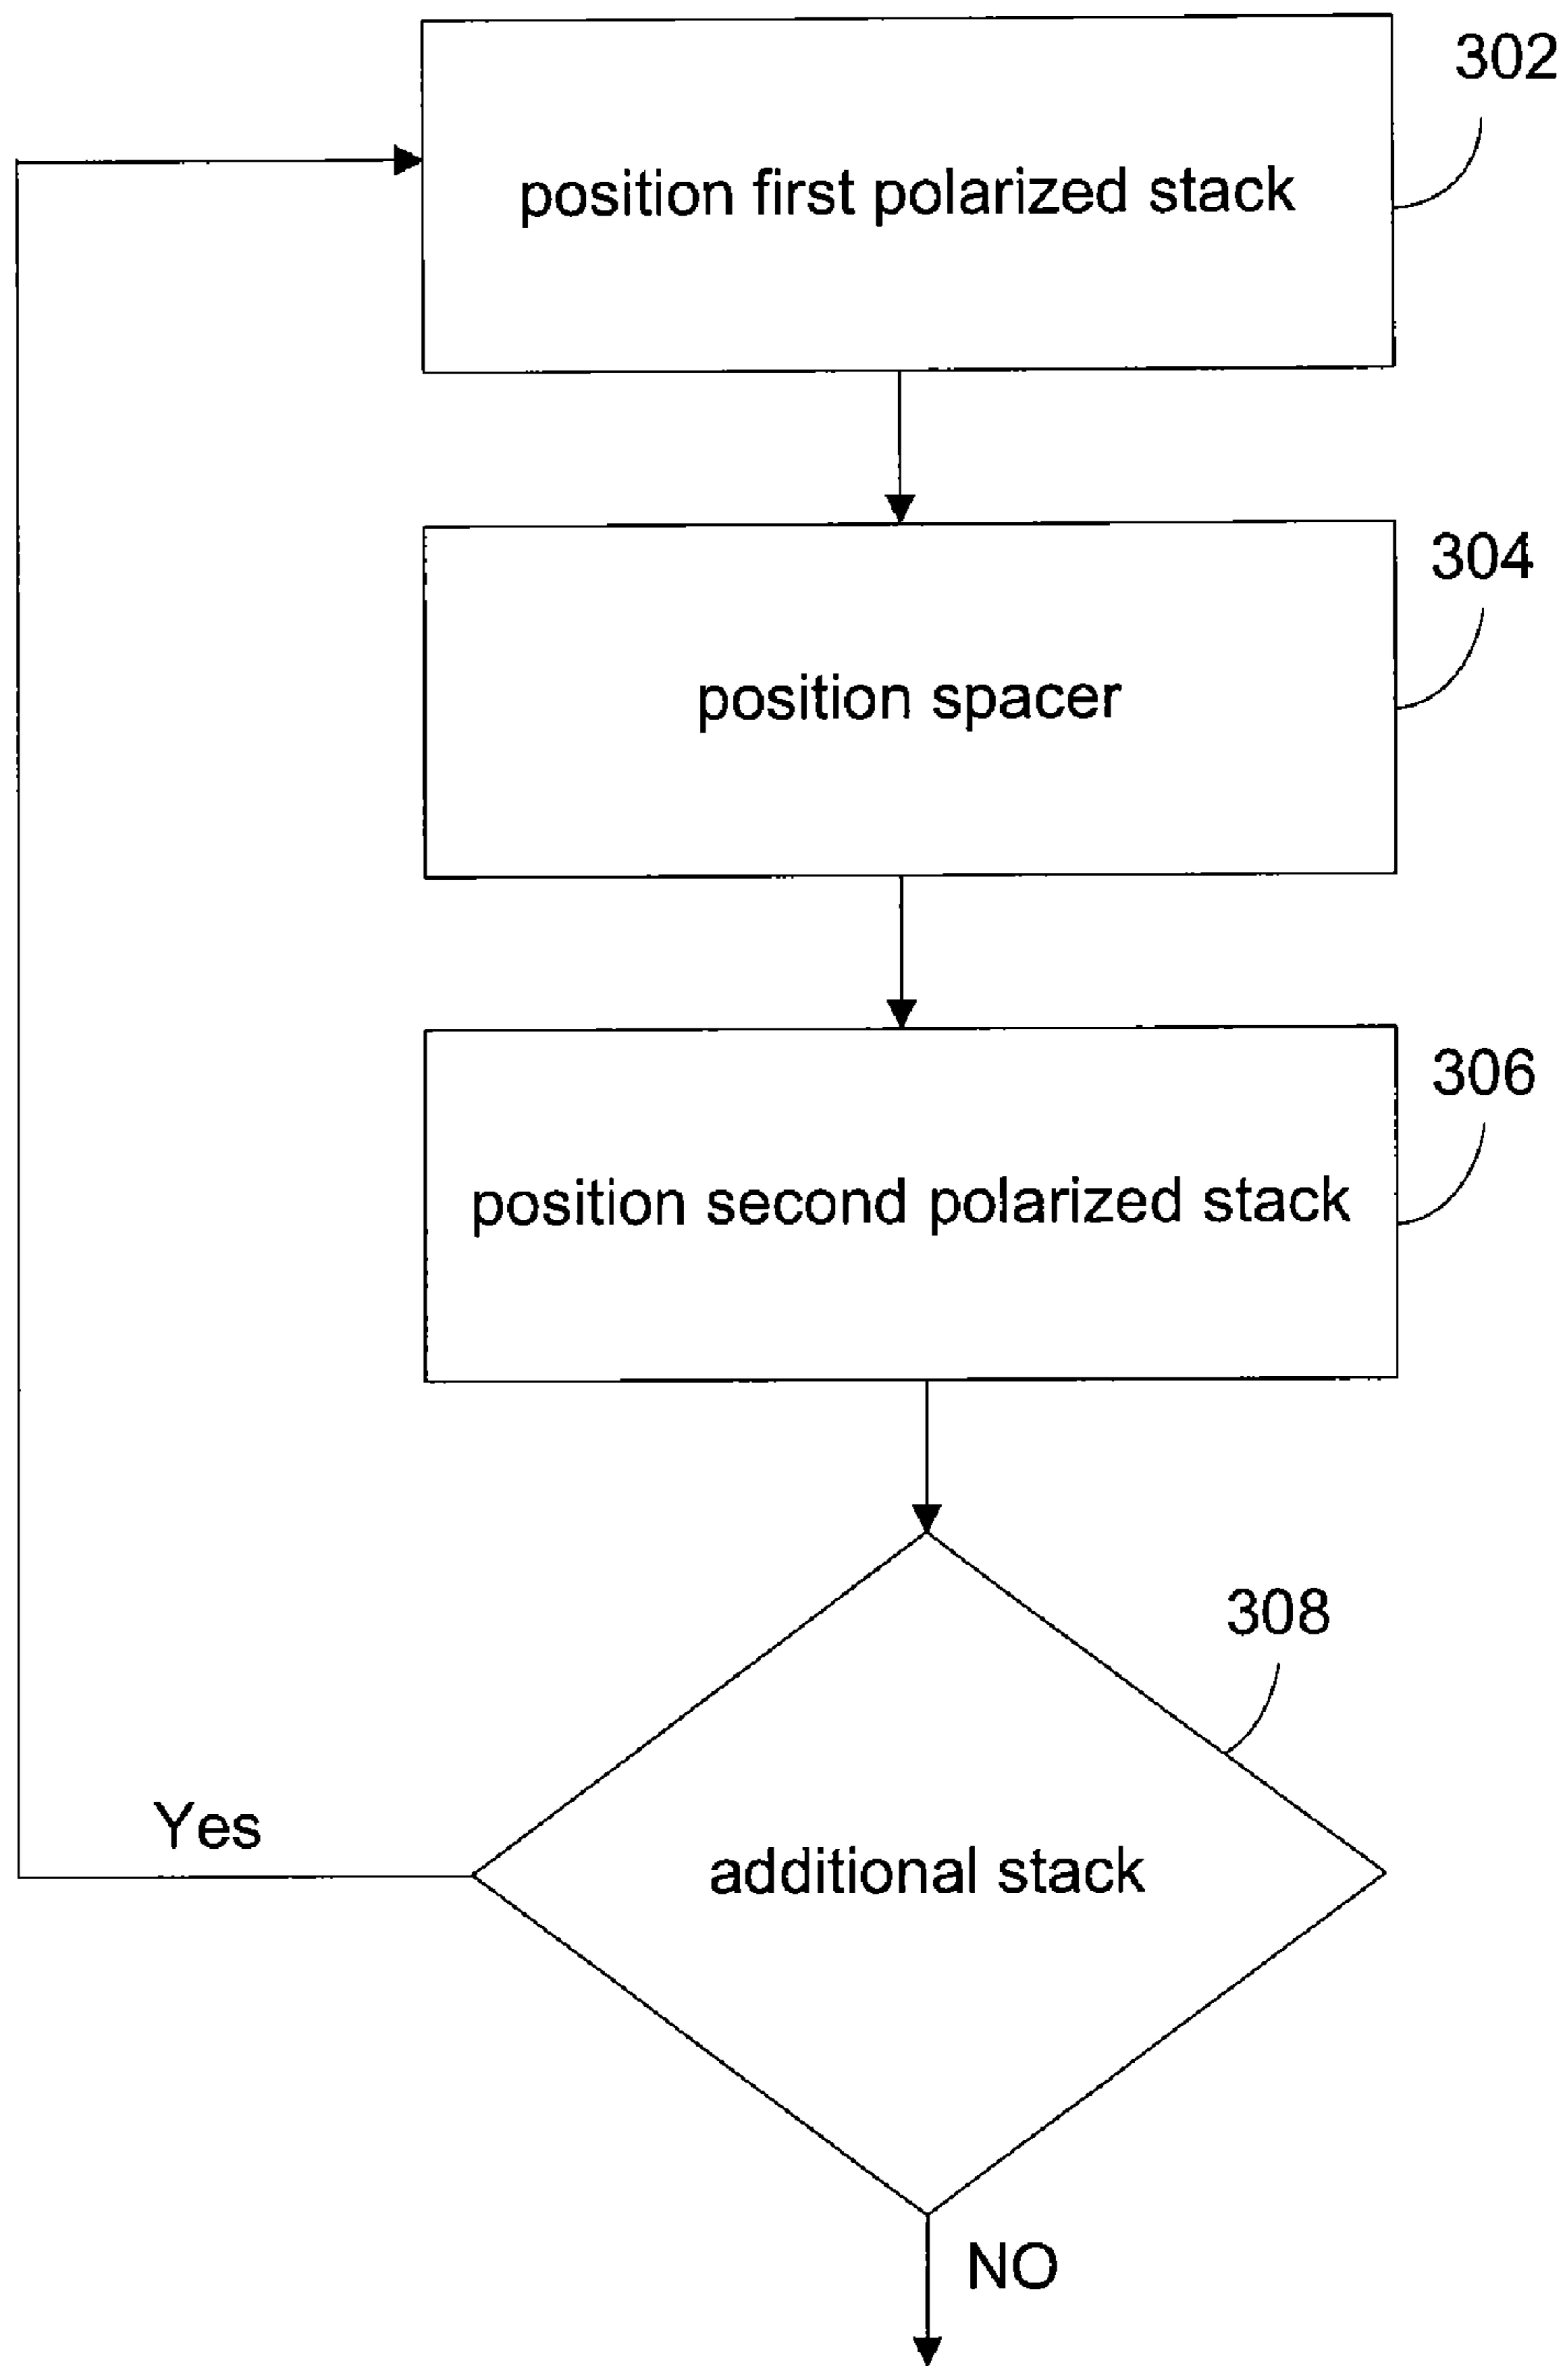 302
position first polarized stack
304
position spacer
306
position second polarized stack
308
additional stack
Yes
NO